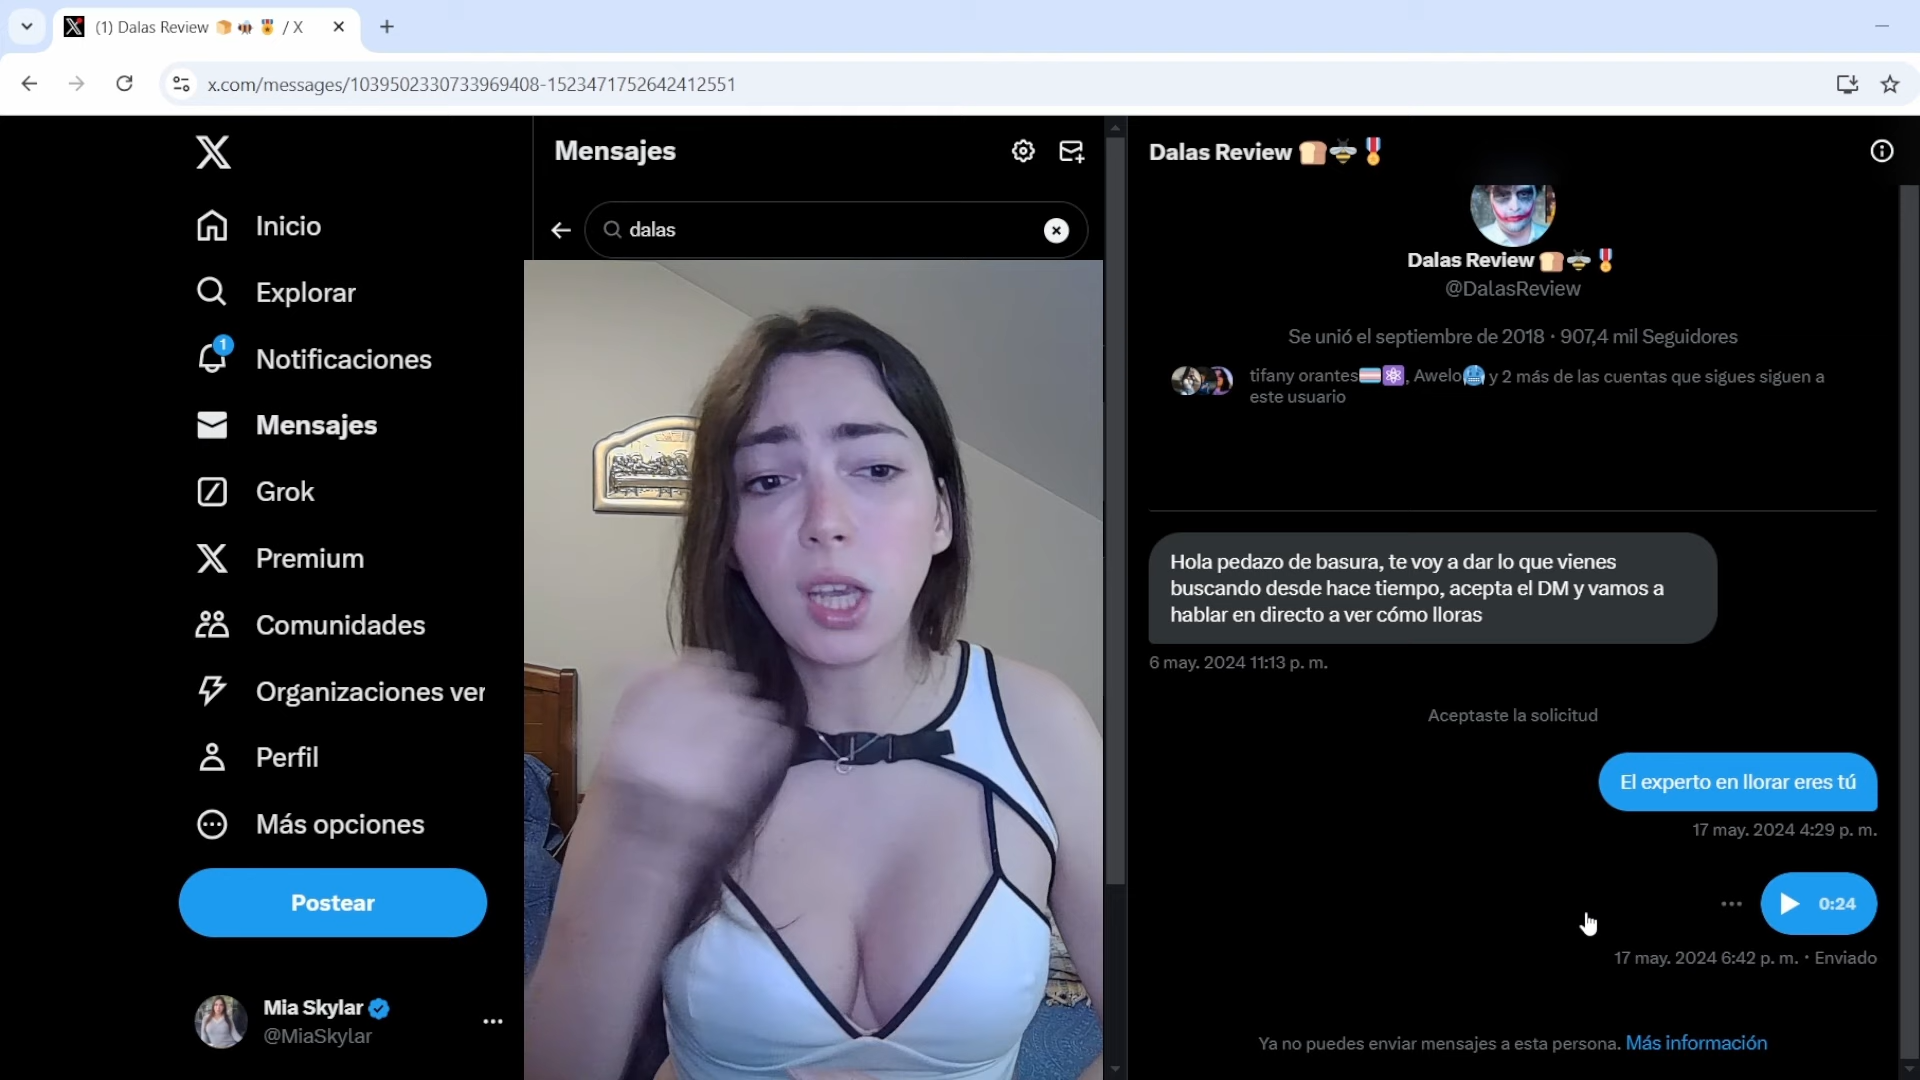 (1) Dalas Review 🍞 🐝 🎖️ / X
x.com/messages/1039502330733969408-1523471752642412551
Inicio
Explorar
1
Notificaciones
Mensajes
Grok
Premium
Comunidades
Organizaciones ver
Perfil
Más opciones
Postear
Mia Skylar
@MiaSkylar
Mensajes
dalas
Dalas Review 🍞🐝🎖️
Dalas Review 🍞🐝🎖️
@DalasReview
Se unió el septiembre de 2018 · 907,4 mil Seguidores
tifany orantes🏳️‍⚧️⚛️, Awelo🥶 y 2 más de las cuentas que sigues siguen a
este usuario
Hola pedazo de basura, te voy a dar lo que vienes
buscando desde hace tiempo, acepta el DM y vamos a
hablar en directo a ver cómo lloras
6 may. 2024 11:13 p. m.
Aceptaste la solicitud
El experto en llorar eres tú
17 may. 2024 4:29 p. m.
0:24
17 may. 2024 6:42 p. m. · Enviado
Ya no puedes enviar mensajes a esta persona. Más información